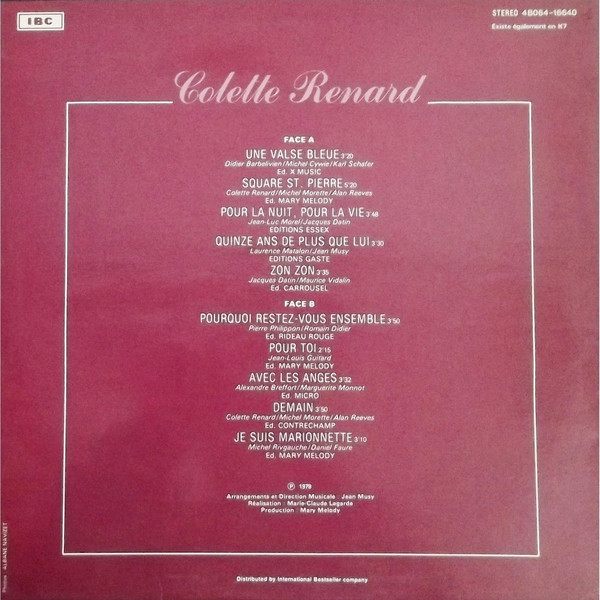 IBC
STEREO 4B064-16640
Existe également en K7
Colette Renard
FACE A
UNE VALSE BLEUE 3'20
Didier Barbelivien/Michel Cywie/Karl Schafer
Ed. X MUSIC
SQUARE ST. PIERRE 5'20
Colette Renard/Michel Morette/Alan Reeves
Ed. MARY MELODY
POUR LA NUIT, POUR LA VIE 3'48
Jean-Luc Morel/Jacques Datin
EDITIONS ESSEX
QUINZE ANS DE PLUS QUE LUI 3'30
Laurence Matalon/Jean Musy
EDITIONS GASTE
ZON ZON 3'35
Jacques Datin/Maurice Vidalin
Ed. CARROUSEL
FACE B
POURQUOI RESTEZ-VOUS ENSEMBLE 3'50
Pierre Philippon/Romain Didier
Ed. RIDEAU ROUGE
POUR TOI 2'15
Jean-Louis Guitard
Ed. MARY MELODY
AVEC LES ANGES 3'32
Alexandre Breffort/Marguerite Monnot
Ed. MICRO
DEMAIN 3'50
Colette Renard/Michel Morette/Alan Reeves
Ed. CONTRECHAMP
JE SUIS MARIONNETTE 3'10
Michel Rivgauche/Daniel Faure
Ed. MARY MELODY
℗ 1979
Arrangements et Direction Musicale : Jean Musy
Réalisation : Marie-Claude Lagarde
Production : Mary Melody
Distributed by International Bestseller company
Photos : ALBANE NAVIZET